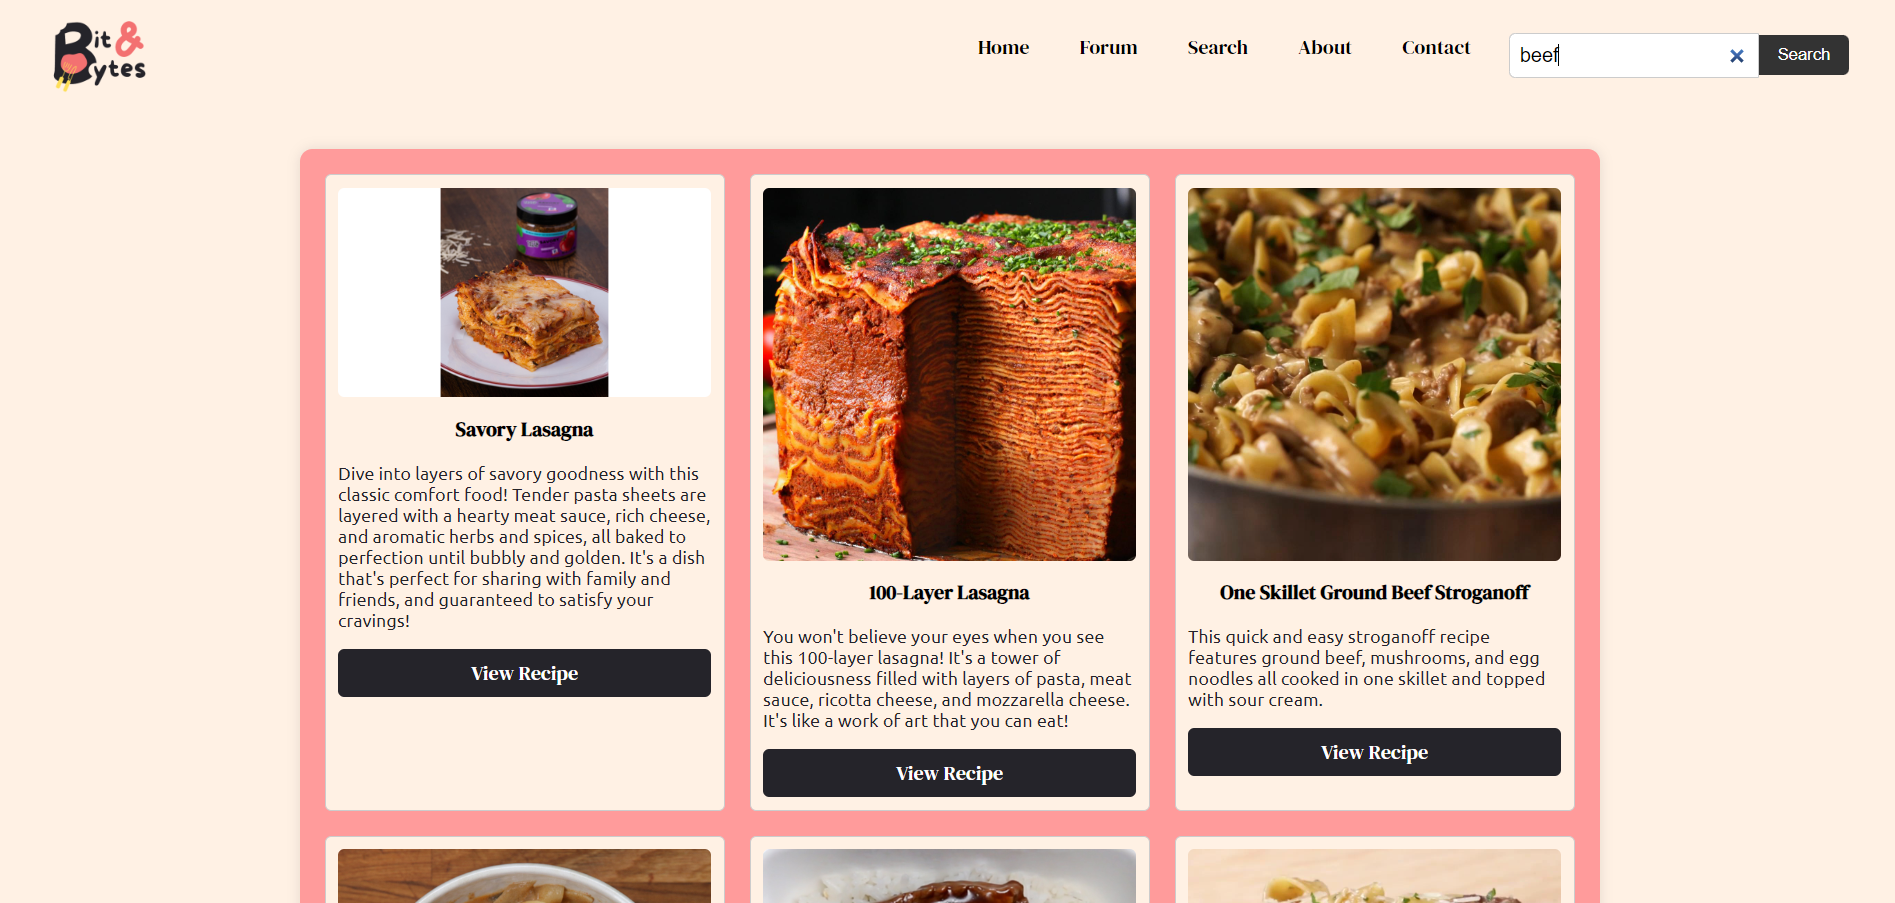 Bit &
Bytes
Home
Forum
Search
About
Contact
beef
Search
Savory Lasagna
Dive into layers of savory goodness with this
classic comfort food! Tender pasta sheets are
layered with a hearty meat sauce, rich cheese,
and aromatic herbs and spices, all baked to
perfection until bubbly and golden. It's a dish
that's perfect for sharing with family and
friends, and guaranteed to satisfy your
cravings!
View Recipe
100-Layer Lasagna
You won't believe your eyes when you see
this 100-layer lasagna! It's a tower of
deliciousness filled with layers of pasta, meat
sauce, ricotta cheese, and mozzarella cheese.
It's like a work of art that you can eat!
View Recipe
One Skillet Ground Beef Stroganoff
This quick and easy stroganoff recipe
features ground beef, mushrooms, and egg
noodles all cooked in one skillet and topped
with sour cream.
View Recipe